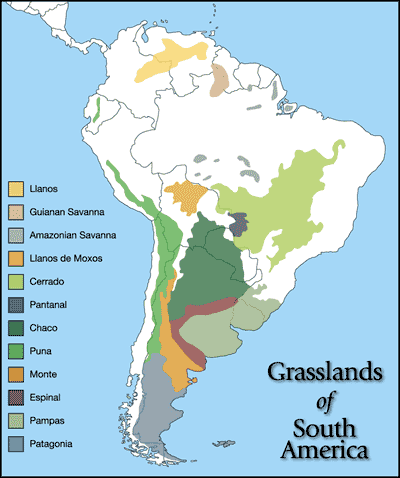 Llanos
Guianan Savanna
Amazonian Savanna
Llanos de Moxos
Cerrado
Pantanal
Chaco
Puna
Monte
Espinal
Pampas
Patagonia
Grasslands
of
South
America